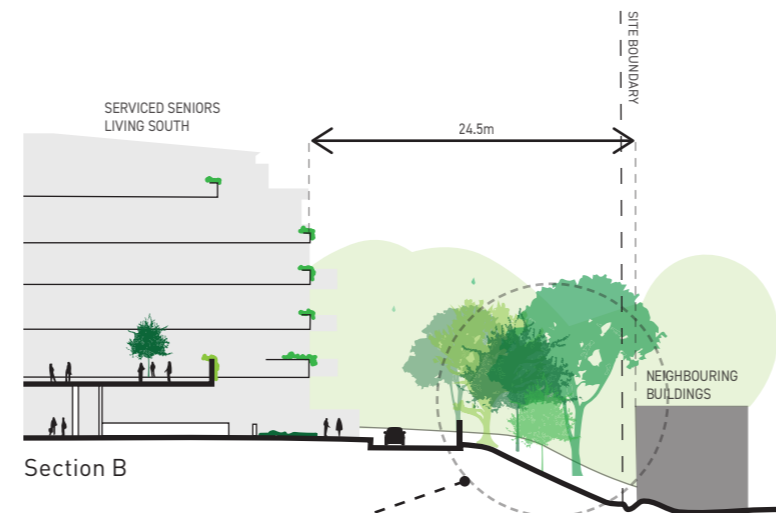 SITE BOUNDARY
SERVICED SENIORS
LIVING SOUTH
24.5m
NEIGHBOURING
BUILDINGS
Section B